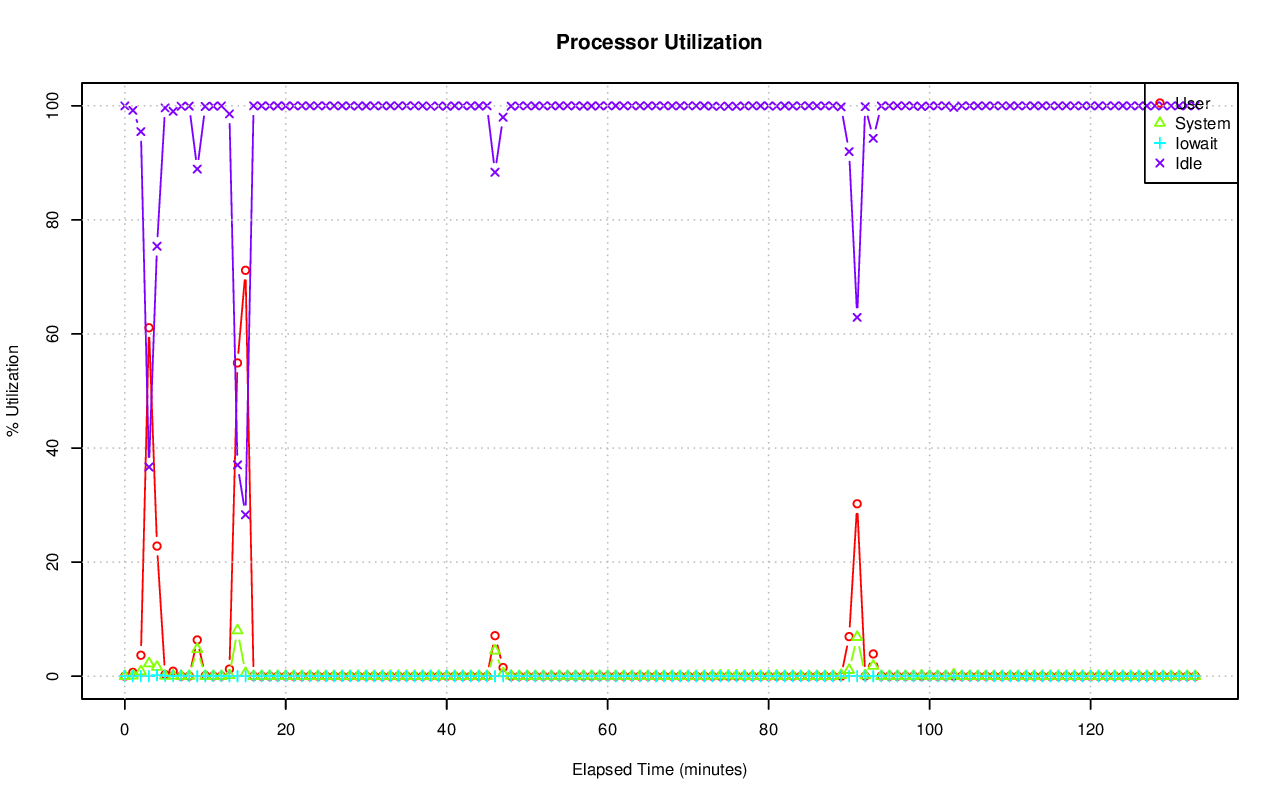 Processor Utilization
User
System
Iowait
Idle
% Utilization
100
80
60
40
20
0
0 20 40 60 80 100 120
Elapsed Time (minutes)